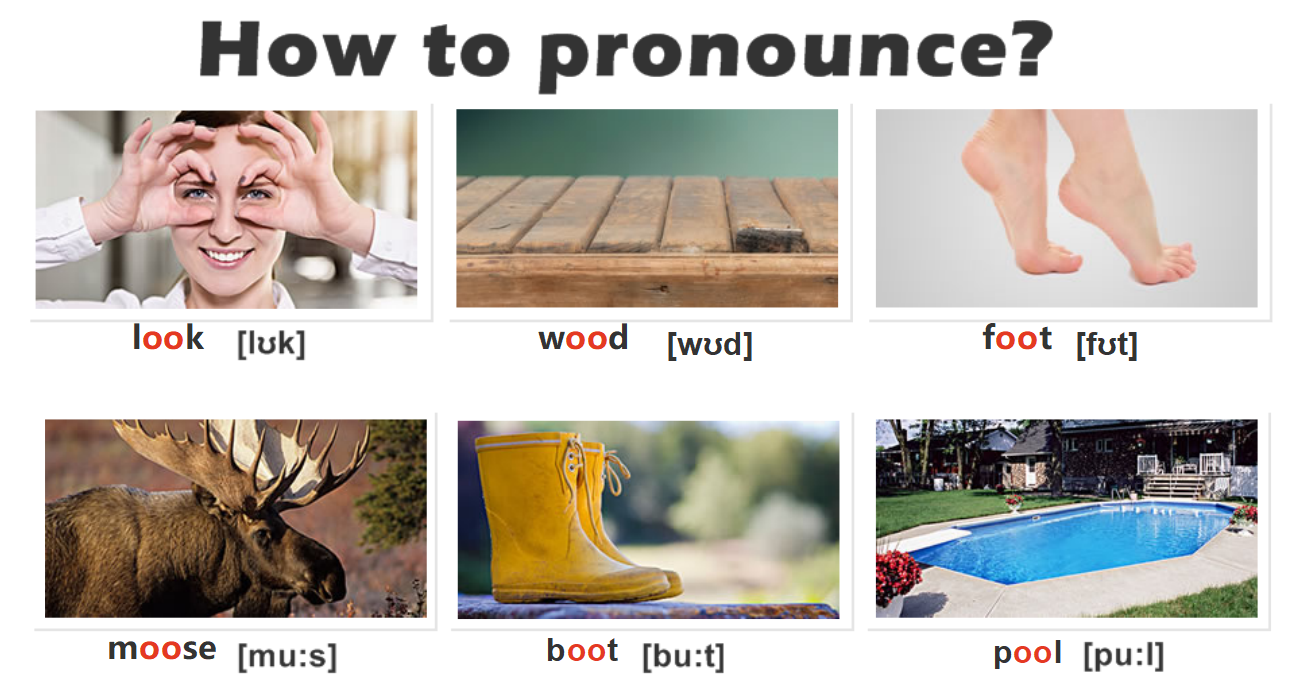 How to pronounce?
look [lʊk] wood [wʊd] foot [fʊt]
moose [mu:s] boot [bu:t] pool [pu:l]